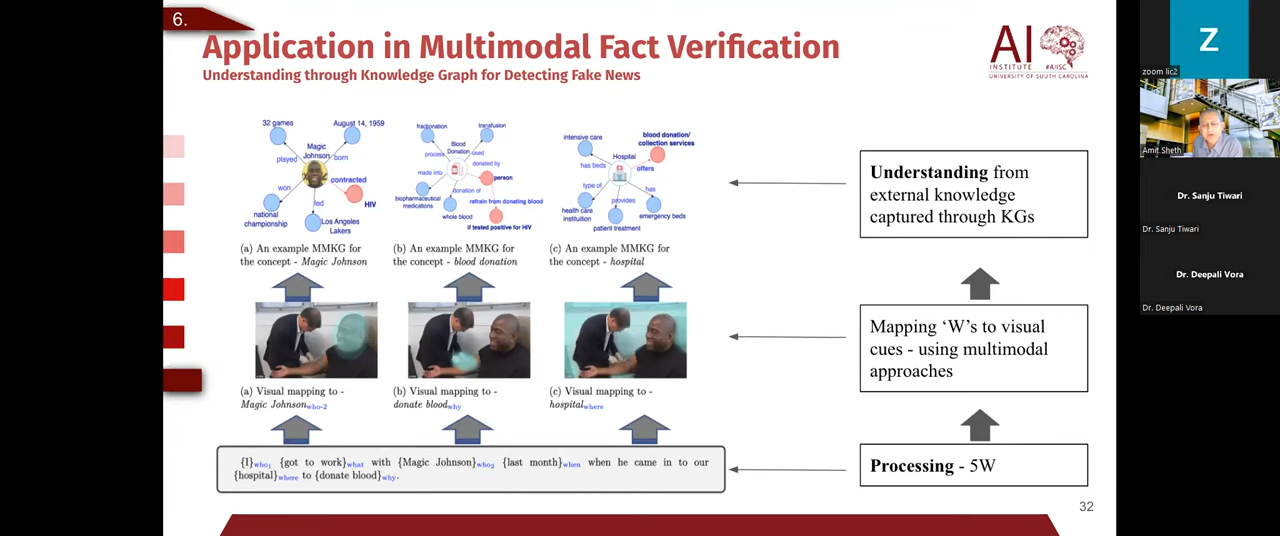 6.
Application in Multimodal Fact Verification
Understanding through Knowledge Graph for Detecting Fake News
AI
INSTITUTE #AIISC
UNIVERSITY OF SOUTH CAROLINA
32 games
August 14, 1959
Magic
Johnson
played
born
contracted
won
led
HIV
national
championship
Los Angeles
Lakers
fractionation
transfusion
Blood
Donation
process
used
made into
donated by
person
donation of
biopharmaceutical
medications
refrain from donating blood
whole blood
if tested positive for HIV
intensive care
blood donation/
collection services
Hospital
has beds
offers
type of
has
provides
health care
instituition
emergency beds
patient treatment
(a) An example MMKG for
the concept - Magic Johnson
(b) An example MMKG for
the concept - blood donation
(c) An example MMKG for
the concept - hospital
(a) Visual mapping to -
Magic Johnson who-2
(b) Visual mapping to -
donate blood why
(c) Visual mapping to -
hospital where
{I}who1 {got to work}what with {Magic Johnson}who2 {last month}when when he came in to our
{hospital}where to {donate blood}why.
Understanding from
external knowledge
captured through KGs
Mapping ‘W’s to visual
cues - using multimodal
approaches
Processing - 5W
32
Z
zoom lic2
Amit Sheth
Dr. Sanju Tiwari
Dr. Sanju Tiwari
Dr. Deepali Vora
Dr. Deepali Vora